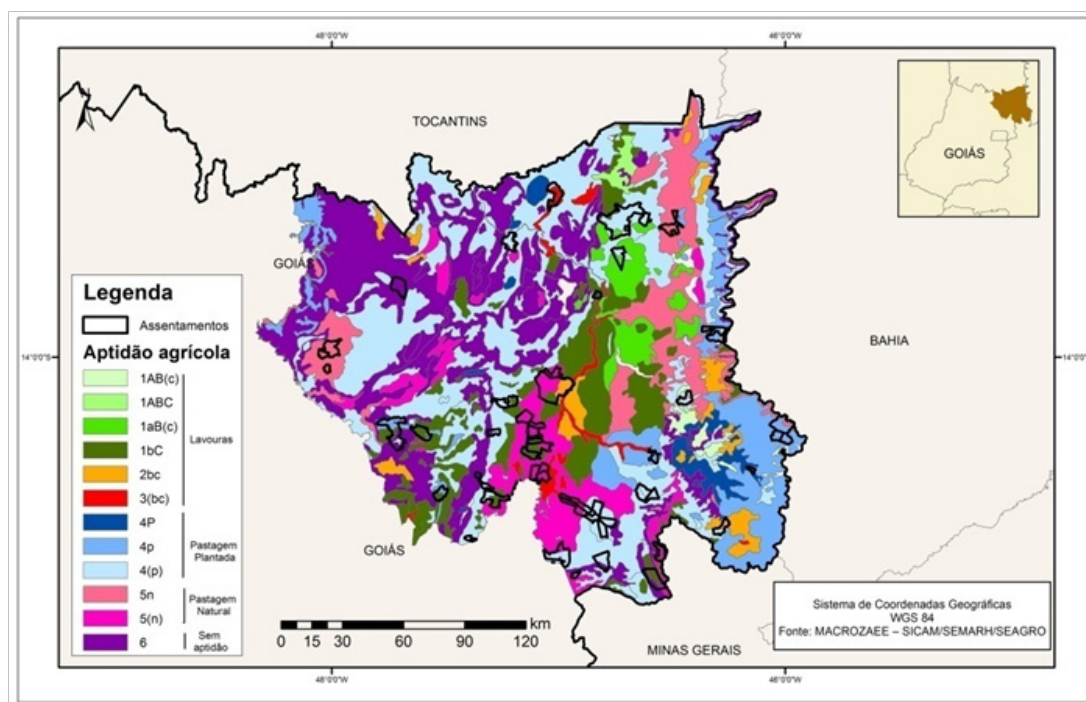 48°0'0"W
46°0'0"W
TOCANTINS
GOIÁS
GOIÁS
14°0'0"S
14°0'0"W
BAHIA
Legenda
Assentamentos
Aptidão agrícola
1AB(c)
1ABC
1aB(c)
1bC
2bc
3(bc)
Lavouras
4P
4p
4(p)
Pastagem
Plantada
5n
5(n)
Pastagem
Natural
6
Sem
aptidão
GOIÁS
km
0 15 30 60 90 120
MINAS GERAIS
Sistema de Coordenadas Geográficas
WGS 84
Fonte: MACROZAEE – SICAM/SEMARH/SEAGRO
48°0'0"W
46°0'0"W